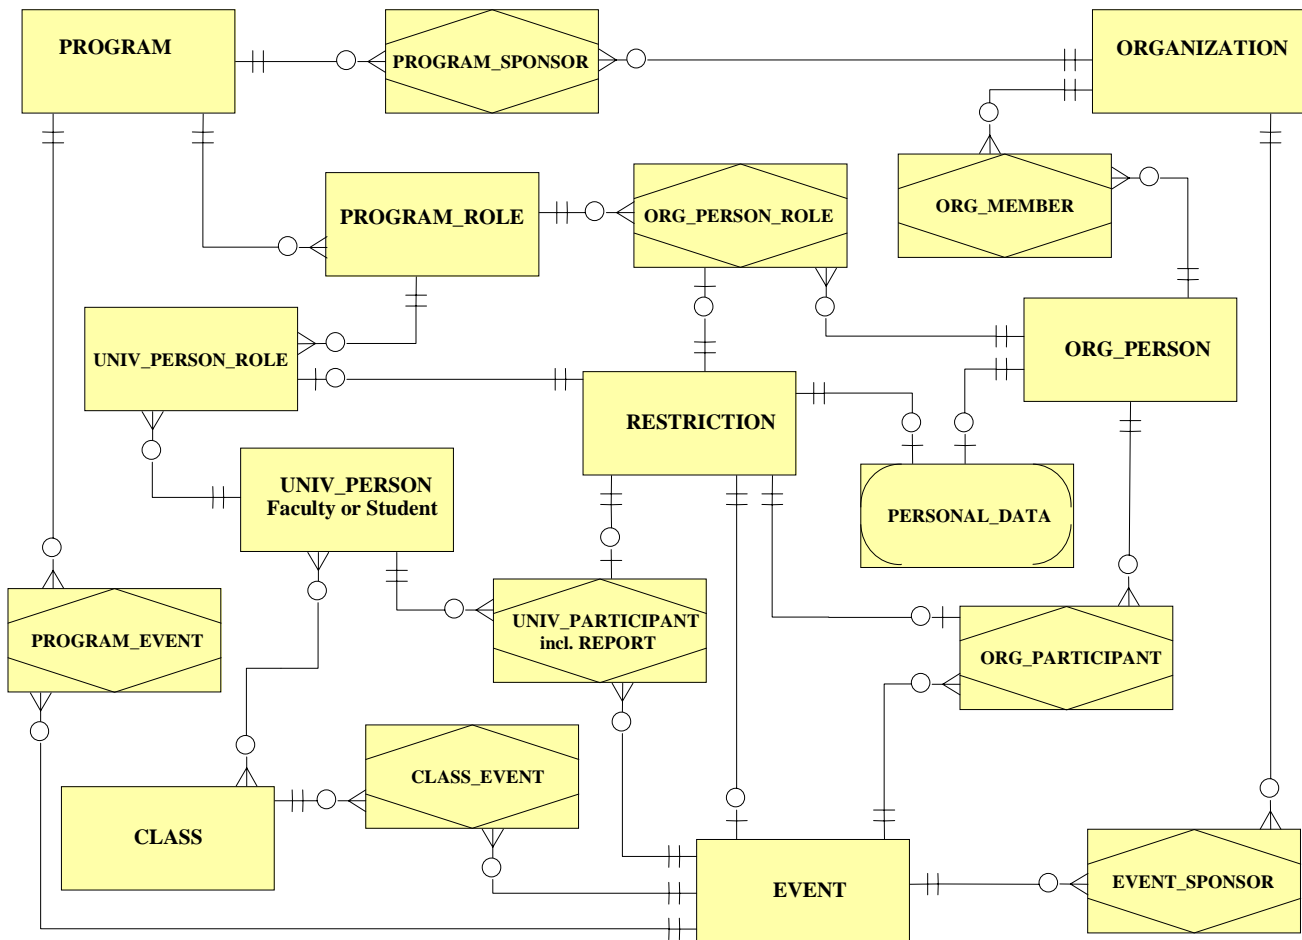 PROGRAM
PROGRAM_SPONSOR
ORGANIZATION
PROGRAM_ROLE
ORG_PERSON_ROLE
ORG_MEMBER
UNIV_PERSON_ROLE
ORG_PERSON
RESTRICTION
UNIV_PERSON
Faculty or Student
PERSONAL_DATA
PROGRAM_EVENT
UNIV_PARTICIPANT
incl. REPORT
ORG_PARTICIPANT
CLASS_EVENT
CLASS
EVENT
EVENT_SPONSOR